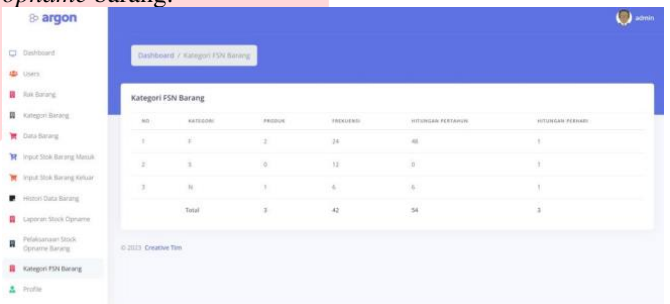 opname barang.
argon
admin
Dashboard
Users
Rak Barang
Kategori Barang
Data Barang
Input Stok Barang Masuk
Input Stok Barang Keluar
Histori Data Barang
Laporan Stock Opname
Pelaksanaan Stock
Opname Barang
Kategori FSN Barang
Profile
Dashboard / Kategori FSN Barang
Kategori FSN Barang
NO KATEGORI PRODUK FREKUENSI HITUNGAN PERTAHUN HITUNGAN PERHARI
1 F 2 24 48 1
2 S 0 12 0 1
3 N 1 6 6 1
Total 3 42 54 3
© 2023 Creative Tim